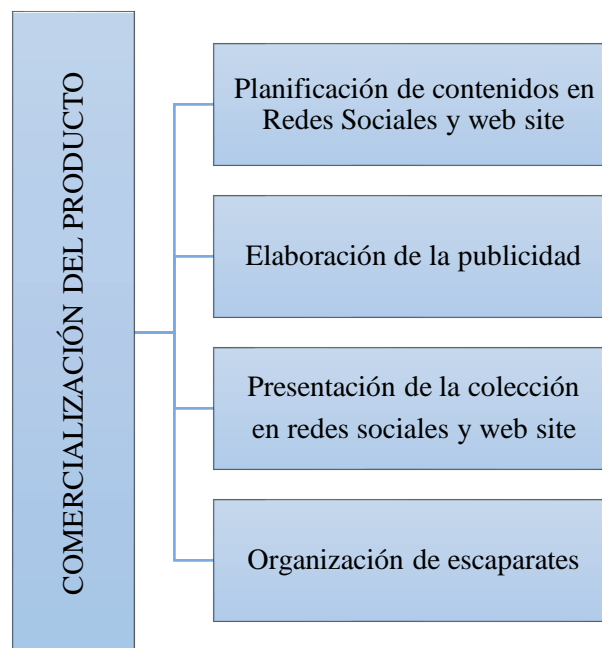 COMERCIALIZACIÓN DEL PRODUCTO
Planificación de contenidos en
Redes Sociales y web site
Elaboración de la publicidad
Presentación de la colección
en redes sociales y web site
Organización de escaparates